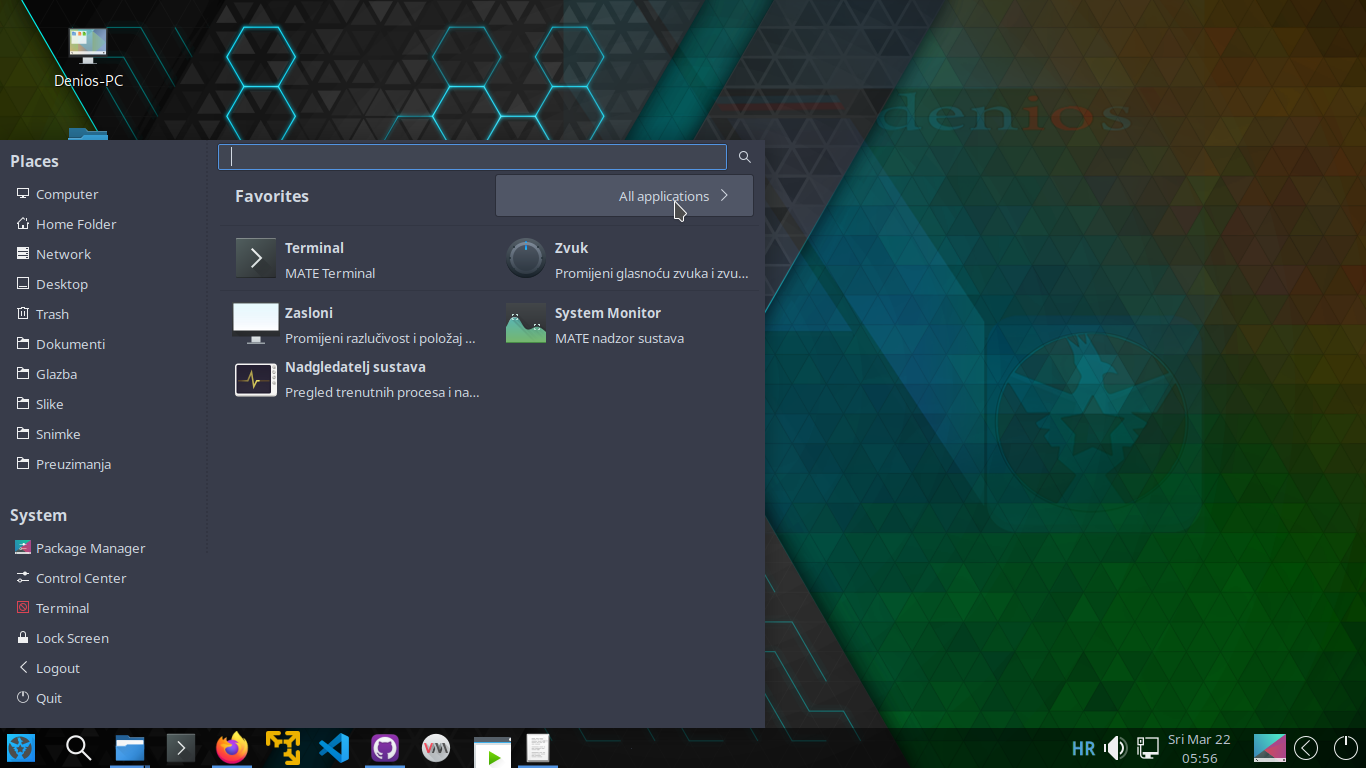 Denios-PC
denios
Places
Computer
Home Folder
Network
Desktop
Trash
Dokumenti
Glazba
Slike
Snimke
Preuzimanja
System
Package Manager
Control Center
Terminal
Lock Screen
Logout
Quit
Favorites
All applications
Terminal
MATE Terminal
Zvuk
Promijeni glasnoću zvuka i zvu...
Zasloni
Promijeni razlučivost i položaj ...
System Monitor
MATE nadzor sustava
Nadgledatelj sustava
Pregled trenutnih procesa i na...
HR
Sri Mar 22
05:56